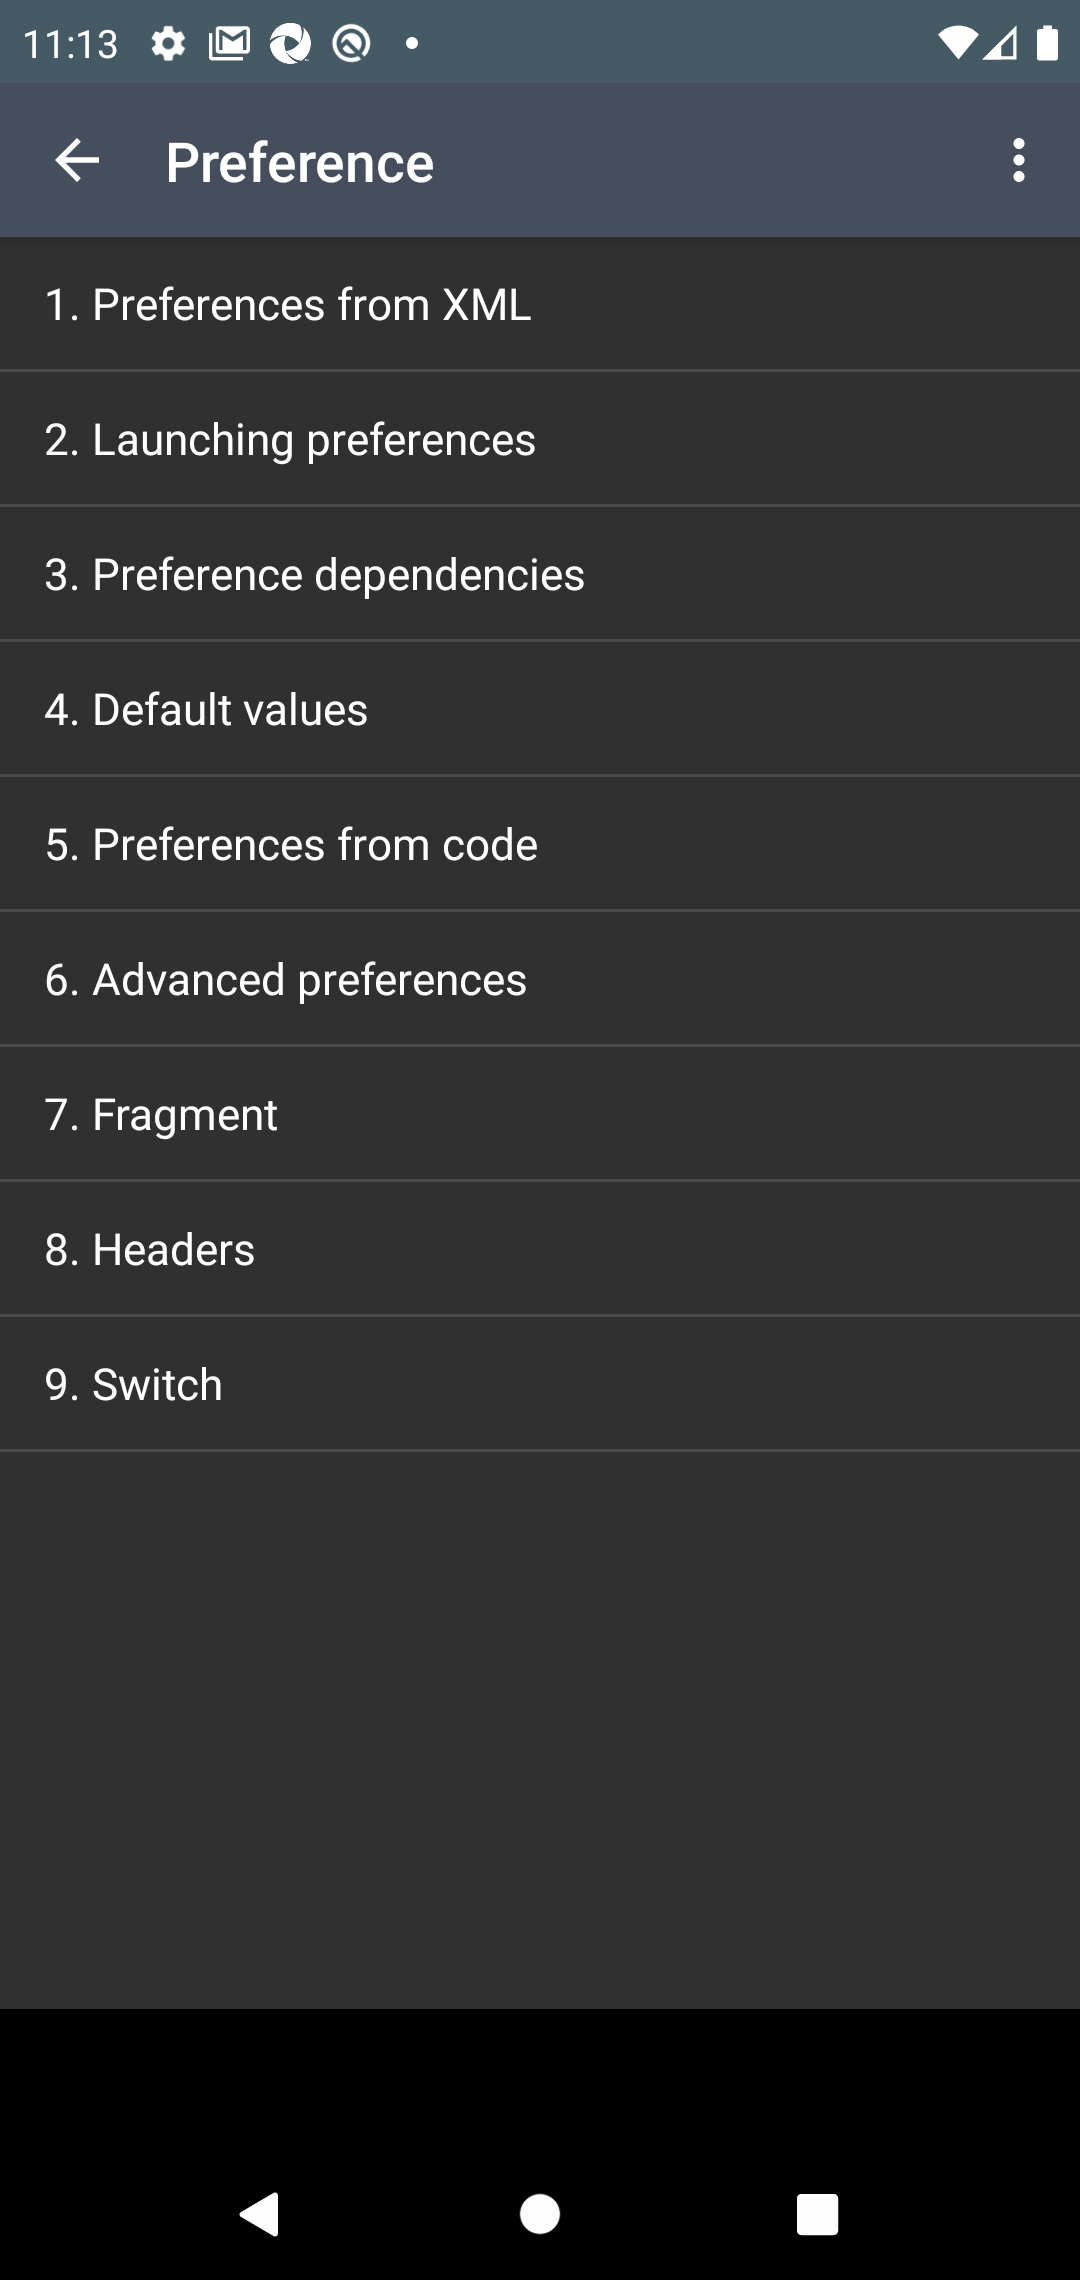 11:13
Preference
1. Preferences from XML
2. Launching preferences
3. Preference dependencies
4. Default values
5. Preferences from code
6. Advanced preferences
7. Fragment
8. Headers
9. Switch